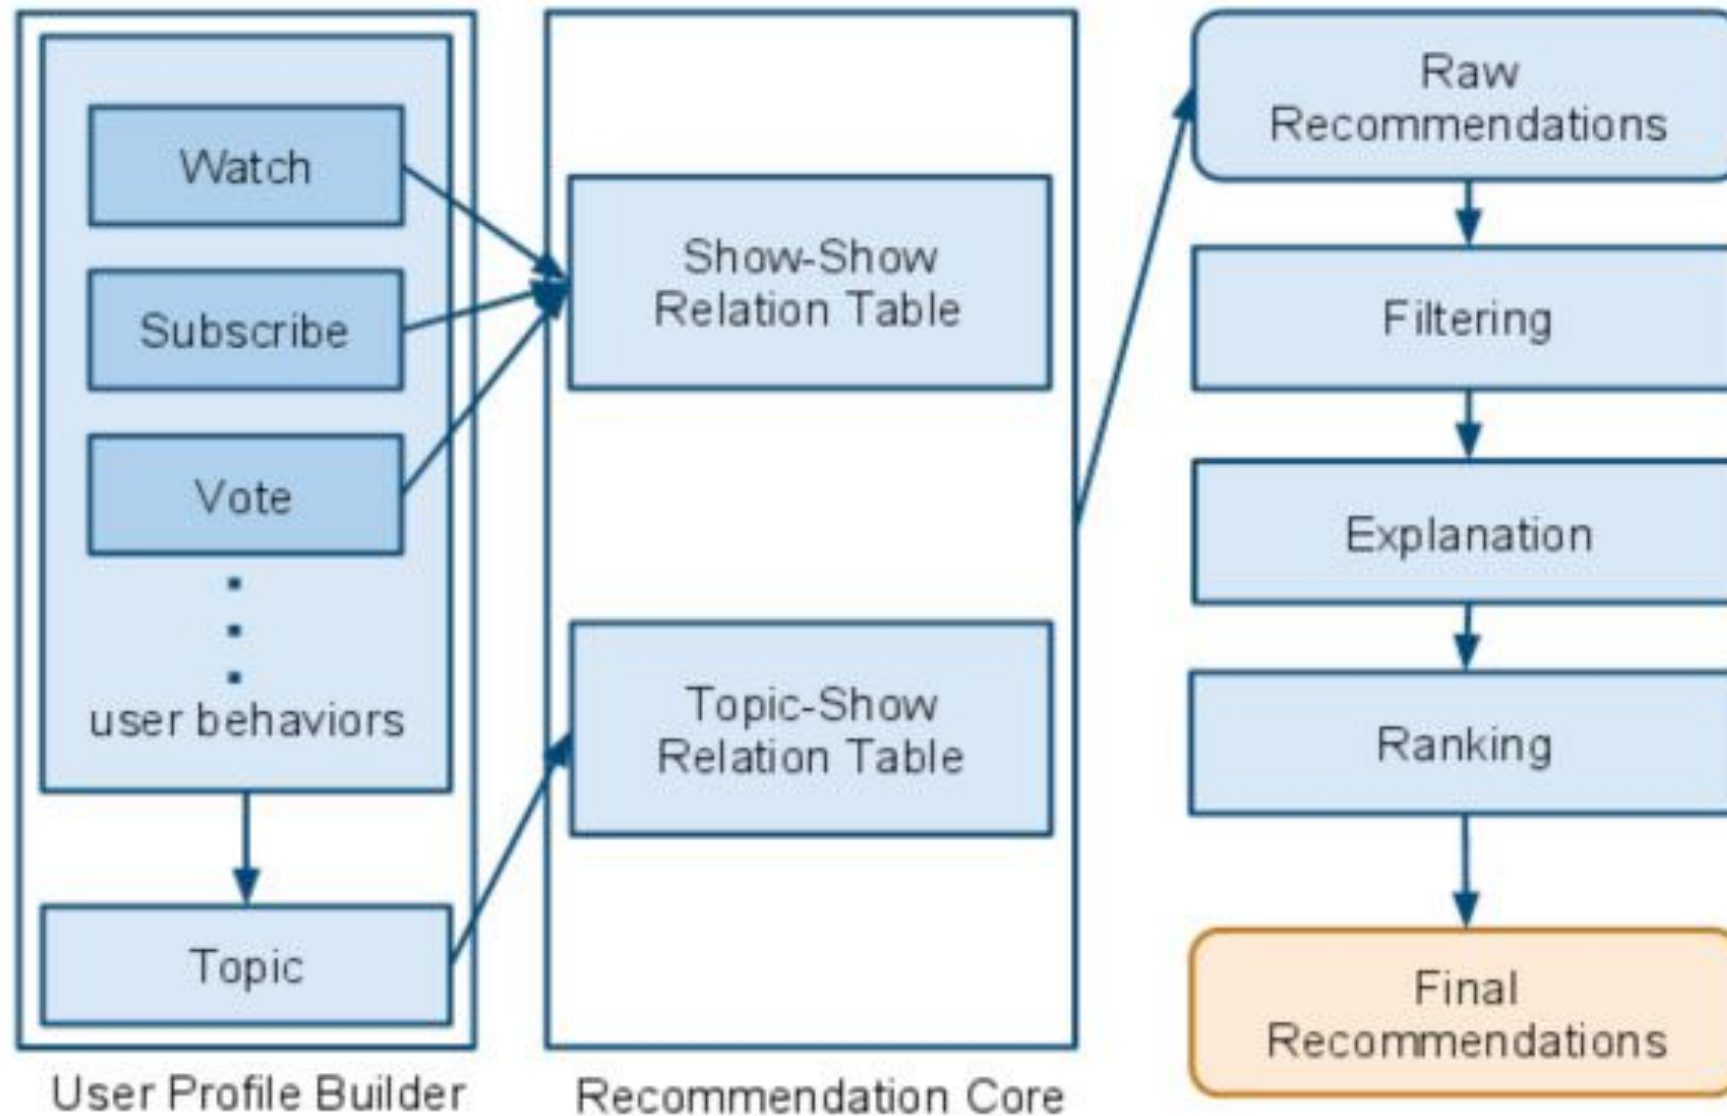 Watch
Subscribe
Vote
user behaviors
Topic
User Profile Builder
Show-Show
Relation Table
Topic-Show
Relation Table
Recommendation Core
Raw
Recommendations
Filtering
Explanation
Ranking
Final
Recommendations